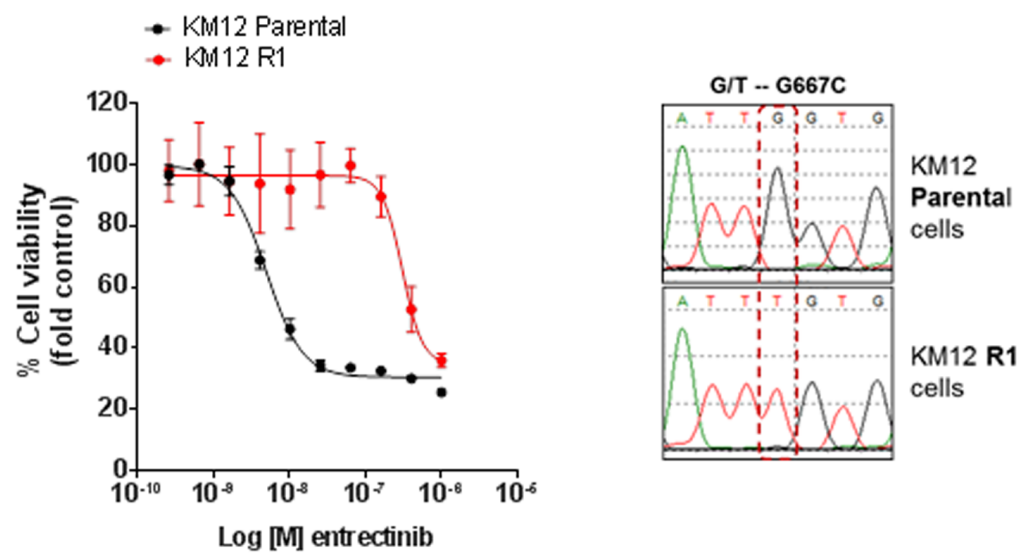 KM12 Parental
KM12 R1
% Cell viability
(fold control)
120
100
80
60
40
20
0
10-10
10-9
10-8
10-7
10-6
10-5
Log [M] entrectinib
G/T -- G667C
A T T G G T G
KM12
Parental
cells
A T T T G T G
KM12 R1
cells